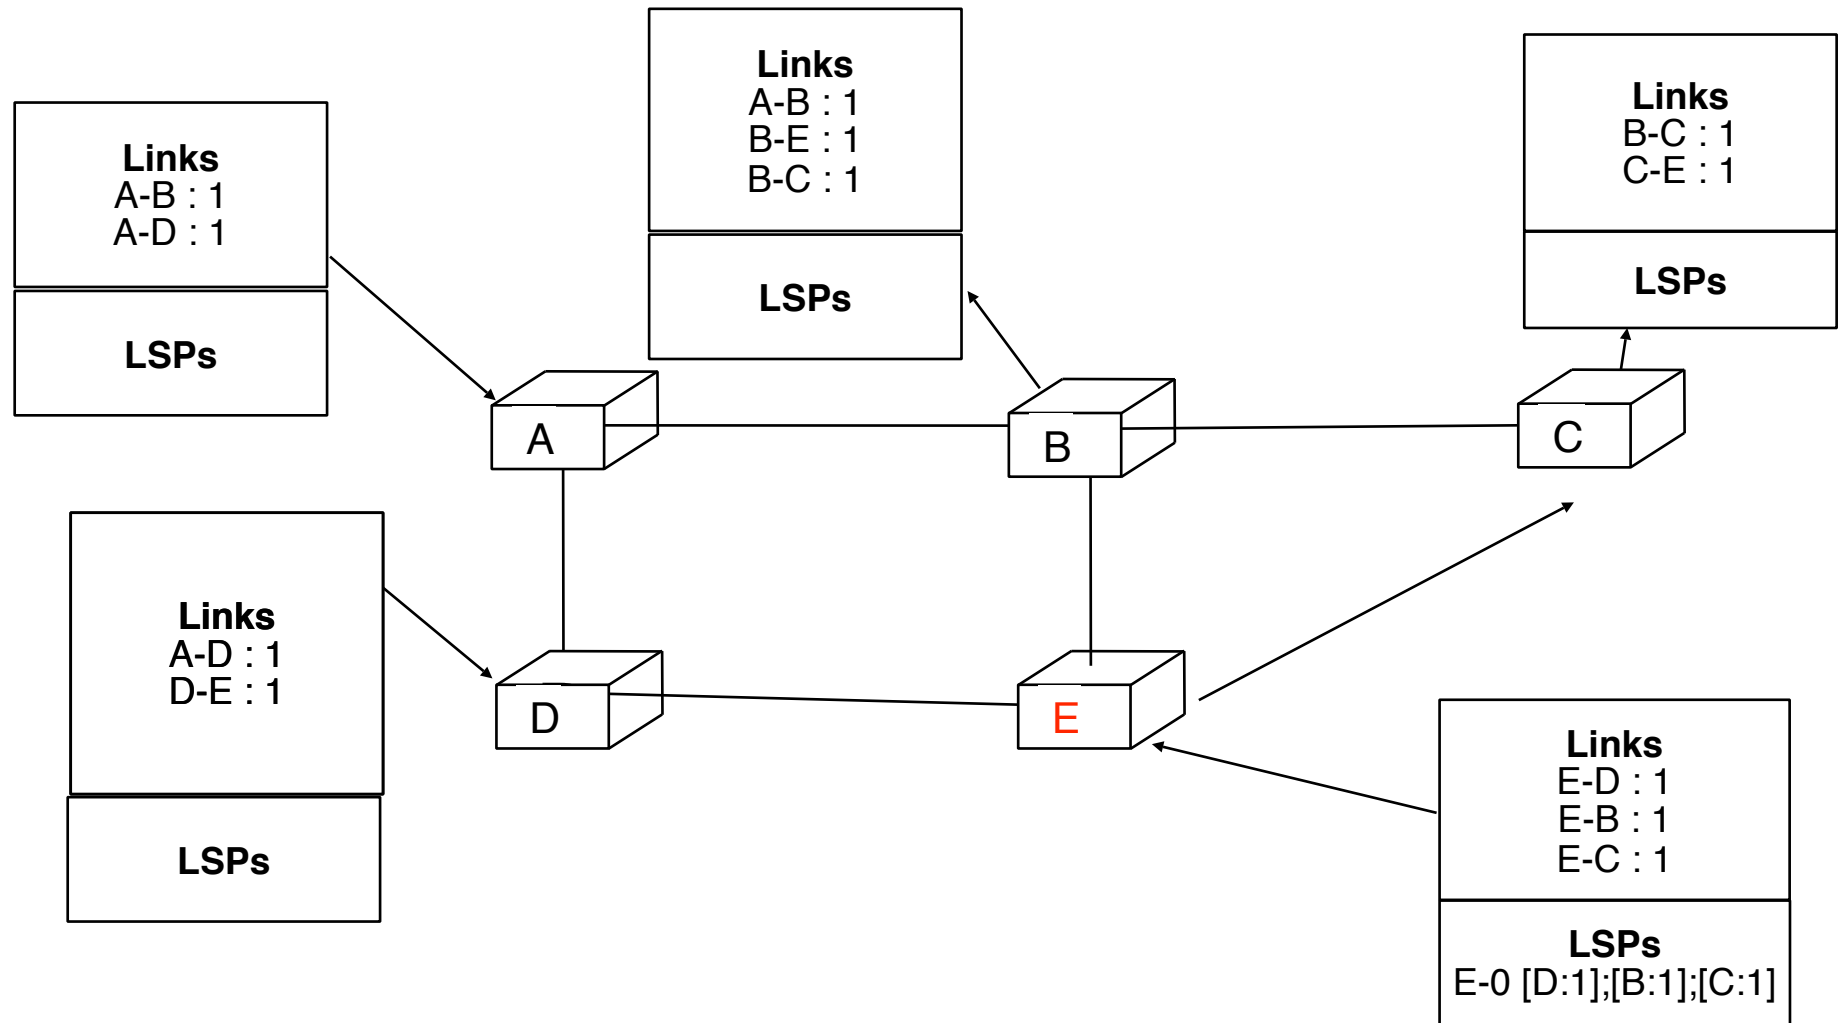 Links
A-B : 1
A-D : 1
LSPs
Links
A-B : 1
B-E : 1
B-C : 1
LSPs
Links
B-C : 1
C-E : 1
LSPs
A
B
C
Links
A-D : 1
D-E : 1
LSPs
D
E
Links
E-D : 1
E-B : 1
E-C : 1
LSPs
E-0 [D:1];[B:1];[C:1]